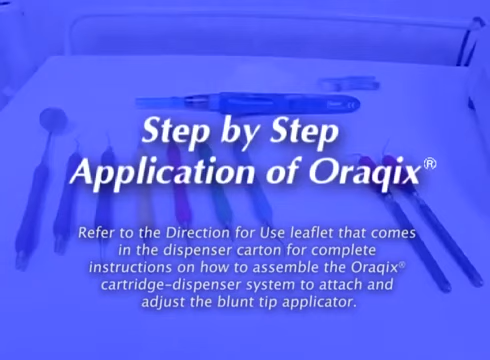 Step by Step
Application of Oraqix®
Refer to the Direction for Use leaflet that comes
in the dispenser carton for complete
instructions on how to assemble the Oraqix®
cartridge-dispenser system to attach and
adjust the blunt tip applicator.